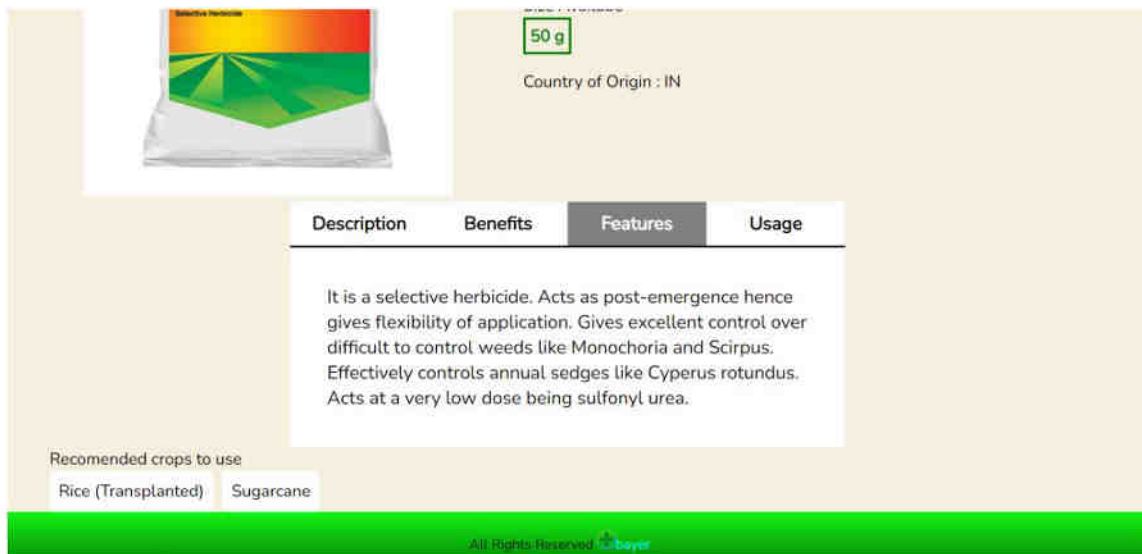 Selective Herbicide
50 g
Country of Origin : IN
Description Benefits Features Usage
It is a selective herbicide. Acts as post-emergence hence
gives flexibility of application. Gives excellent control over
difficult to control weeds like Monochoria and Scirpus.
Effectively controls annual sedges like Cyperus rotundus.
Acts at a very low dose being sulfonyl urea.
Recomended crops to use
Rice (Transplanted) Sugarcane
All Rights Reserved bayer